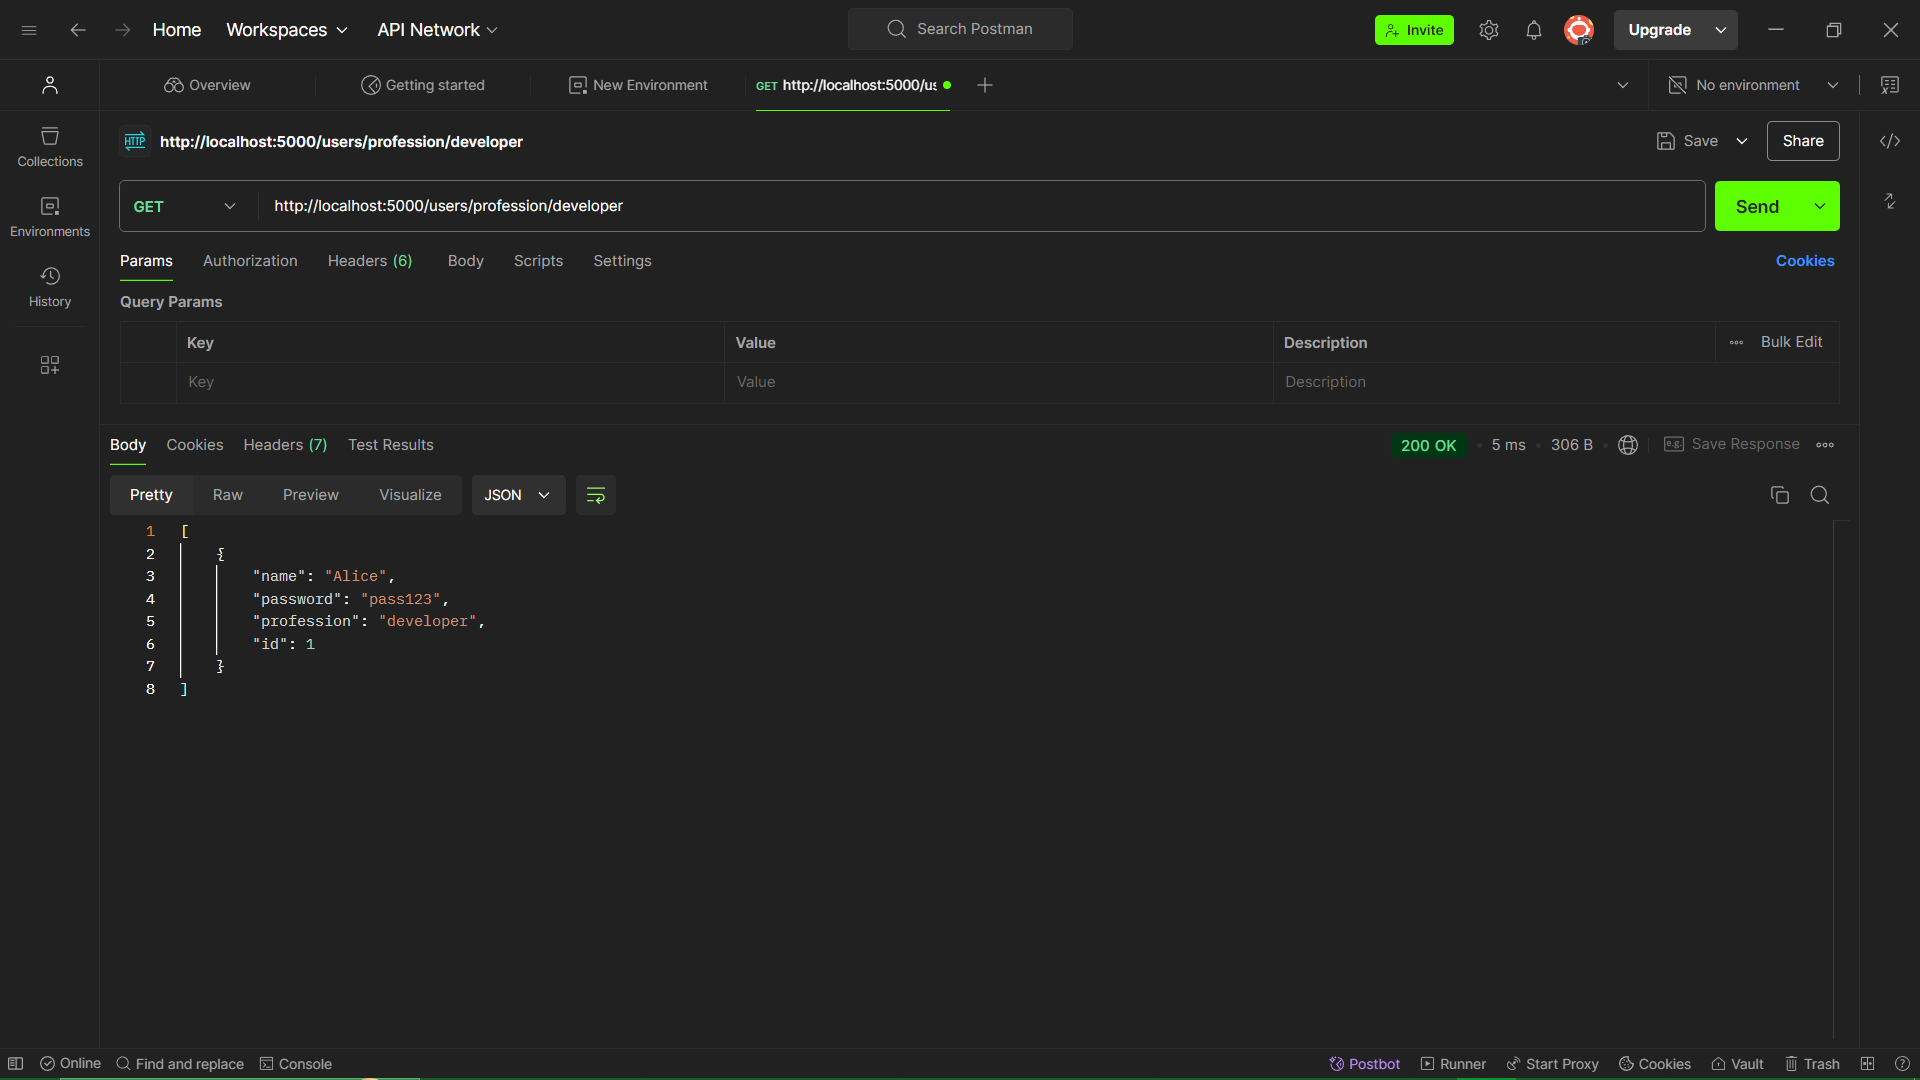 Home Workspaces API Network Search Postman Invite Upgrade
Overview Getting started New Environment GET http://localhost:5000/us No environment
HTTP http://localhost:5000/users/profession/developer Save Share
Collections
Environments
History
GET http://localhost:5000/users/profession/developer Send
Params Authorization Headers (6) Body Scripts Settings Cookies
Query Params
Key Value Description Bulk Edit
Key Value Description
Body Cookies Headers (7) Test Results 200 OK 5 ms 306 B e.g. Save Response
Pretty Raw Preview Visualize JSON
1 [
2 {
3 "name": "Alice",
4 "password": "pass123",
5 "profession": "developer",
6 "id": 1
7 }
8 ]
Online Find and replace Console Postbot Runner Start Proxy Cookies Vault Trash